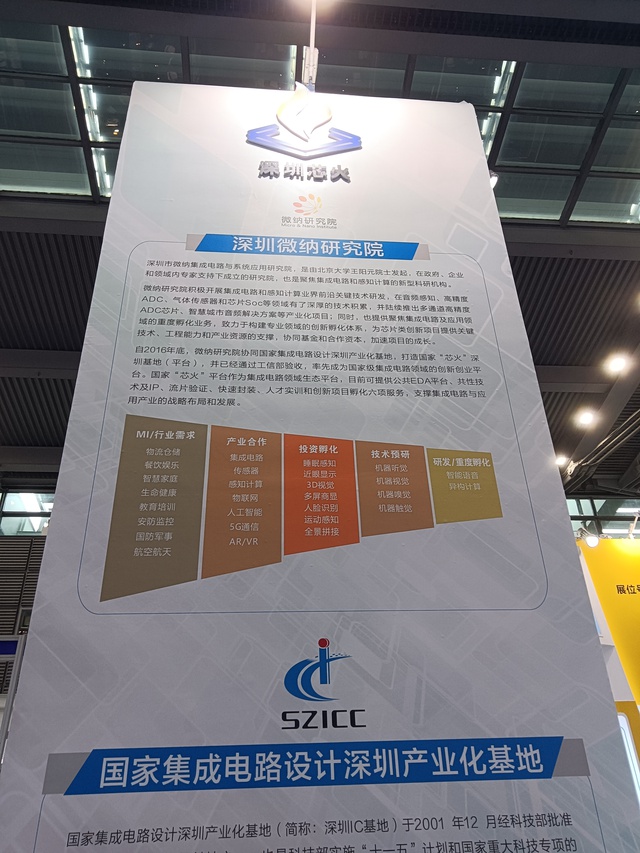 深圳芯火
微纳研究院
Micro & Nano Institute
深圳微纳研究院
深圳市微纳集成电路与系统应用研究院，是由北京大学王阳元院士发起，在政府、企业
和领域内专家支持下成立的研究院，也是聚焦集成电路和感知计算的新型科研机构。
微纳研究院积极开展集成电路和感知计算业界前沿关键技术研发，在音频感知、高精度
ADC、气体传感器和芯片Soc等领域有了深厚的技术积累，并陆续推出多通道高精度
ADC芯片、智慧城市音频解决方案等产业化项目；同时，也提供聚焦集成电路及应用领
域的重度孵化业务，致力于构建专业领域的创新孵化体系，为芯片类创新项目提供关键
技术、工程能力和产业资源的支撑，协同基金和合作资本，加速项目的成长。
自2016年底，微纳研究院协同国家集成电路设计深圳产业化基地，打造国家“芯火”深
圳基地（平台），并已经通过工信部验收，率先成为国家级集成电路领域的创新创业平
台。国家“芯火”平台作为集成电路领域生态平台，目前可提供公共EDA平台、共性技
术及IP、流片验证、快速封装、人才实训和创新项目孵化六项服务，支撑集成电路与应
用产业的战略布局和发展。
MI/行业需求
物流仓储
餐饮娱乐
智慧家庭
生命健康
教育培训
安防监控
国防军事
航空航天
产业合作
集成电路
传感器
感知计算
物联网
人工智能
5G通信
AR/VR
投资孵化
睡眠感知
近眼显示
3D视觉
多屏商显
人脸识别
运动感知
全景拼接
技术预研
机器听觉
机器视觉
机器嗅觉
机器触觉
研发/重度孵化
智能语音
异构计算
展位号
SZICC
国家集成电路设计深圳产业化基地
国家集成电路设计深圳产业化基地（简称：深圳IC基地）于2001 年12 月经科技部批准
也是科技部实施“十一五”计划和国家重大科技专项的